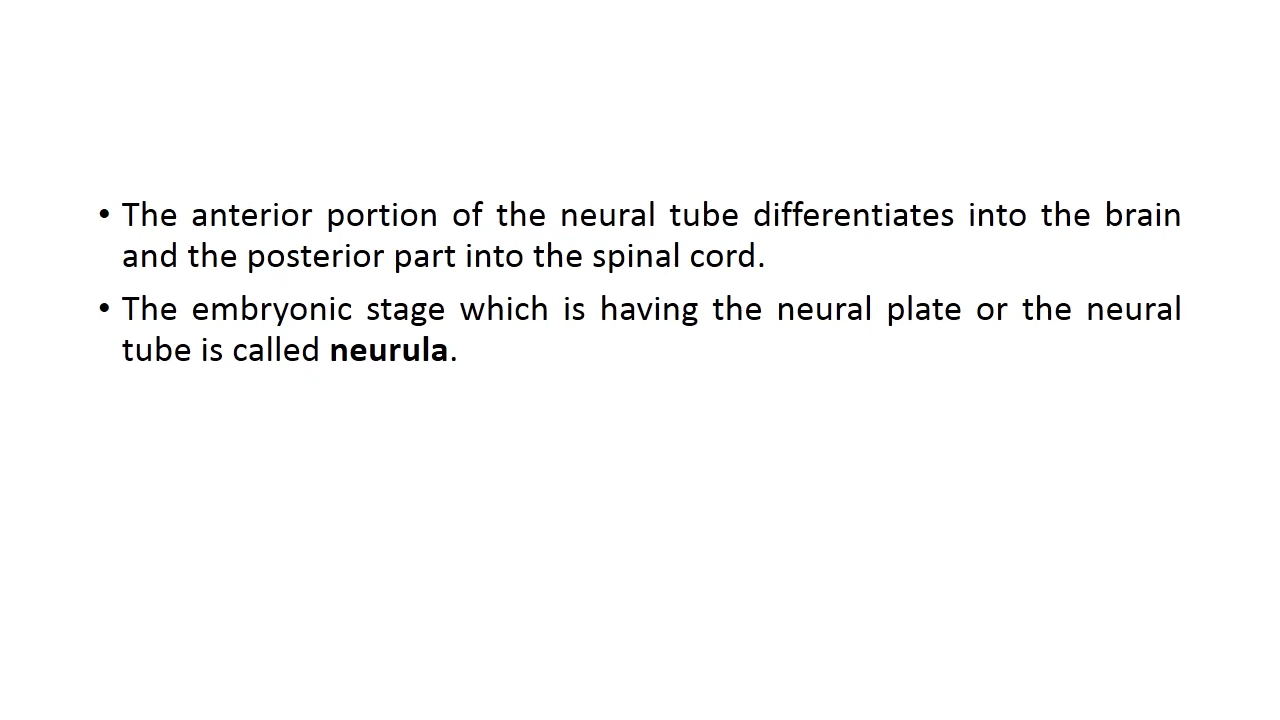 • The anterior portion of the neural tube differentiates into the brain
and the posterior part into the spinal cord.
• The embryonic stage which is having the neural plate or the neural
tube is called neurula.